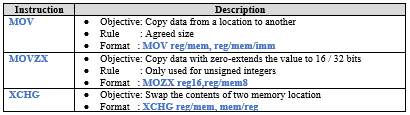 Instruction Description
MOV ● Objective: Copy data from a location to another
● Rule : Agreed size
● Format : MOV reg/mem, reg/mem/imm
MOVZX ● Objective: Copy data with zero-extends the value to 16 / 32 bits
● Rule : Only used for unsigned integers
● Format : MOZX reg16,reg/mem8
XCHG ● Objective: Swap the contents of two memory location
● Format : XCHG reg/mem, mem/reg